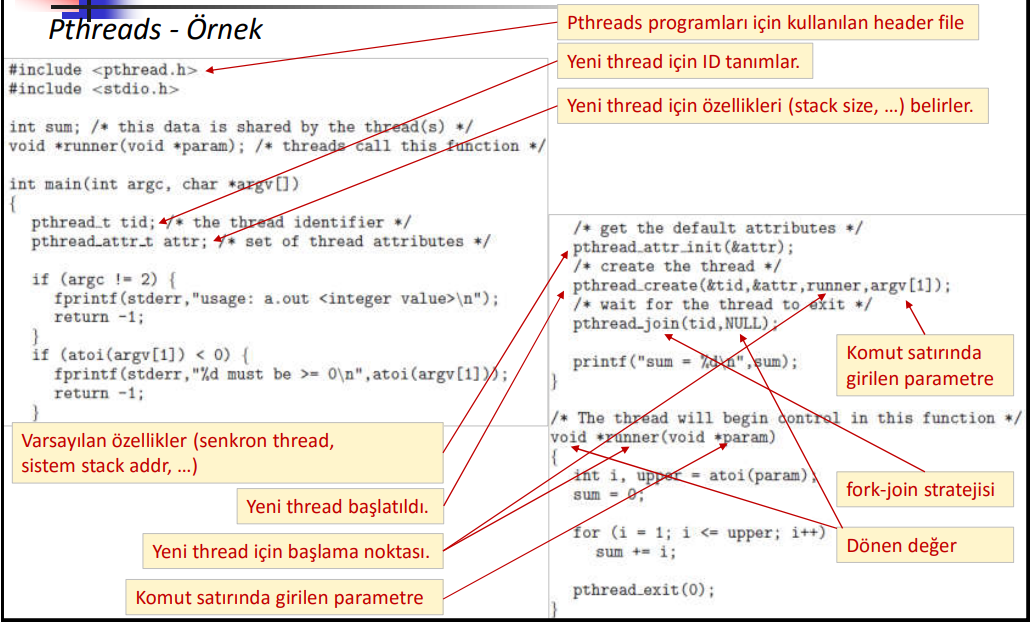 Pthreads - Örnek
Pthreads programları için kullanılan header file
Yeni thread için ID tanımlar.
Yeni thread için özellikleri (stack size, …) belirler.
#include <pthread.h>
#include <stdio.h>
int sum; /* this data is shared by the thread(s) */
void *runner(void *param); /* threads call this function */
int main(int argc, char *argv[])
{
pthread_t tid; /* the thread identifier */
pthread_attr_t attr; /* set of thread attributes */
if (argc != 2) {
fprintf(stderr,"usage: a.out <integer value>\n");
return -1;
}
if (atoi(argv[1]) < 0) {
fprintf(stderr,"%d must be >= 0\n",atoi(argv[1]));
return -1;
}
/* get the default attributes */
pthread_attr_init(&attr);
/* create the thread */
pthread_create(&tid,&attr,runner,argv[1]);
/* wait for the thread to exit */
pthread_join(tid,NULL);
printf("sum = %d\n",sum);
}
/* The thread will begin control in this function */
void *runner(void *param)
{
int i, upper = atoi(param);
sum = 0;
for (i = 1; i <= upper; i++)
sum += i;
pthread_exit(0);
}
Komut satırında
girilen parametre
fork-join stratejisi
Dönen değer
Varsayılan özellikler (senkron thread,
sistem stack addr, …)
Yeni thread başlatıldı.
Yeni thread için başlama noktası.
Komut satırında girilen parametre